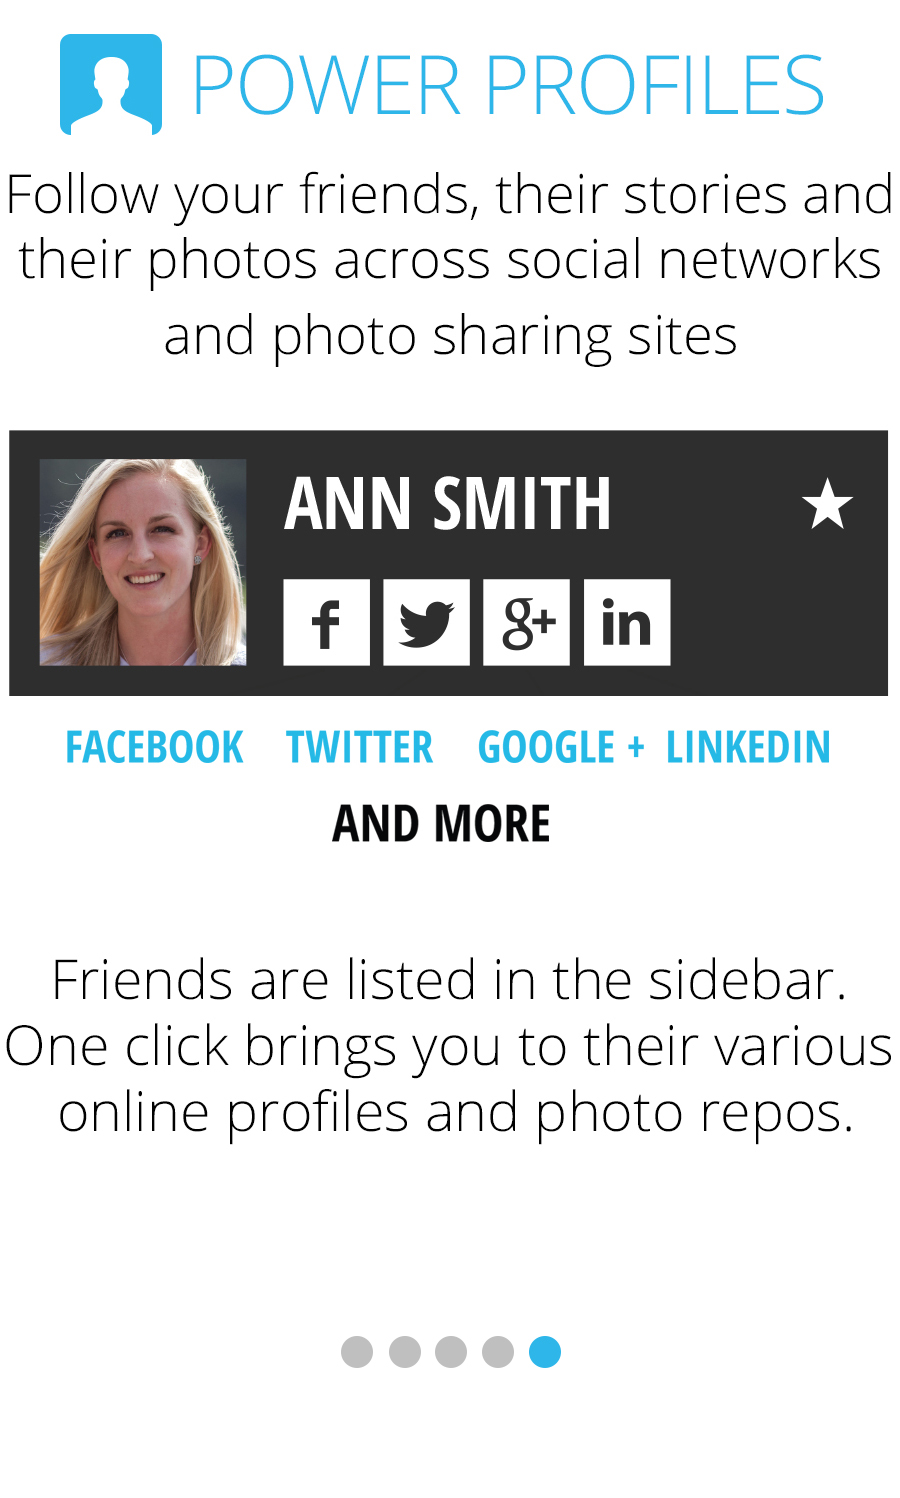 POWER PROFILES
Follow your friends, their stories and
their photos across social networks
and photo sharing sites
ANN SMITH
f g+ in
FACEBOOK TWITTER GOOGLE + LINKEDIN
AND MORE
Friends are listed in the sidebar.
One click brings you to their various
online profiles and photo repos.